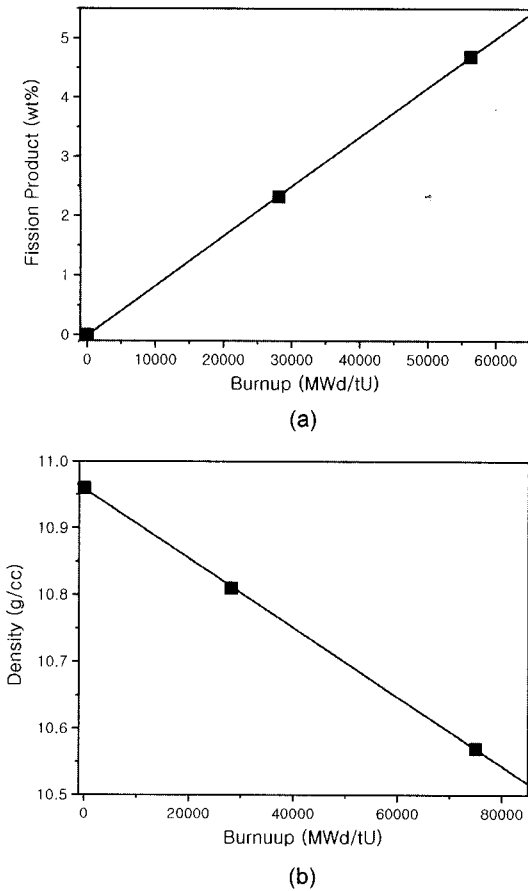 5
4
3
2
1
0
Fission Product (wt%)
0 10000 20000 30000 40000 50000 60000
Burnup (MWd/tU)
(a)
11.0
10.9
10.8
10.7
10.6
10.5
Density (g/cc)
0 20000 40000 60000 80000
Burnuup (MWd/tU)
(b)